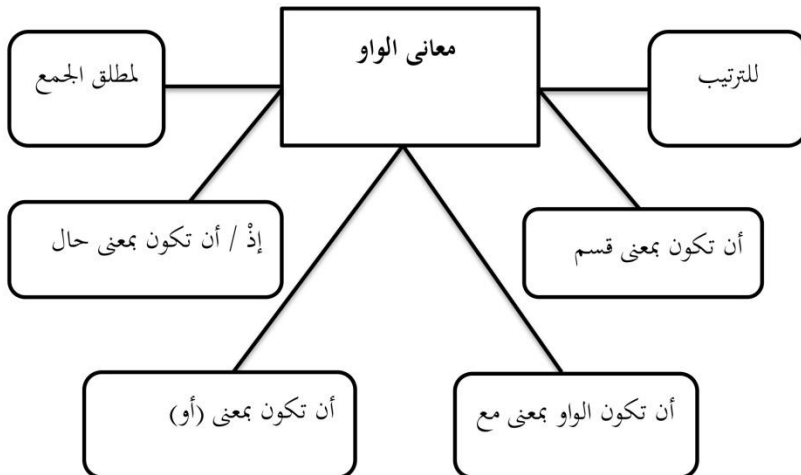 معانى الواو
للترتيب
لمطلق الجمع
أن تكون بمعنى قسم
إذْ / أن تكون بمعنى حال
أن تكون الواو بمعنى مع
أن تكون بمعنى (أو)